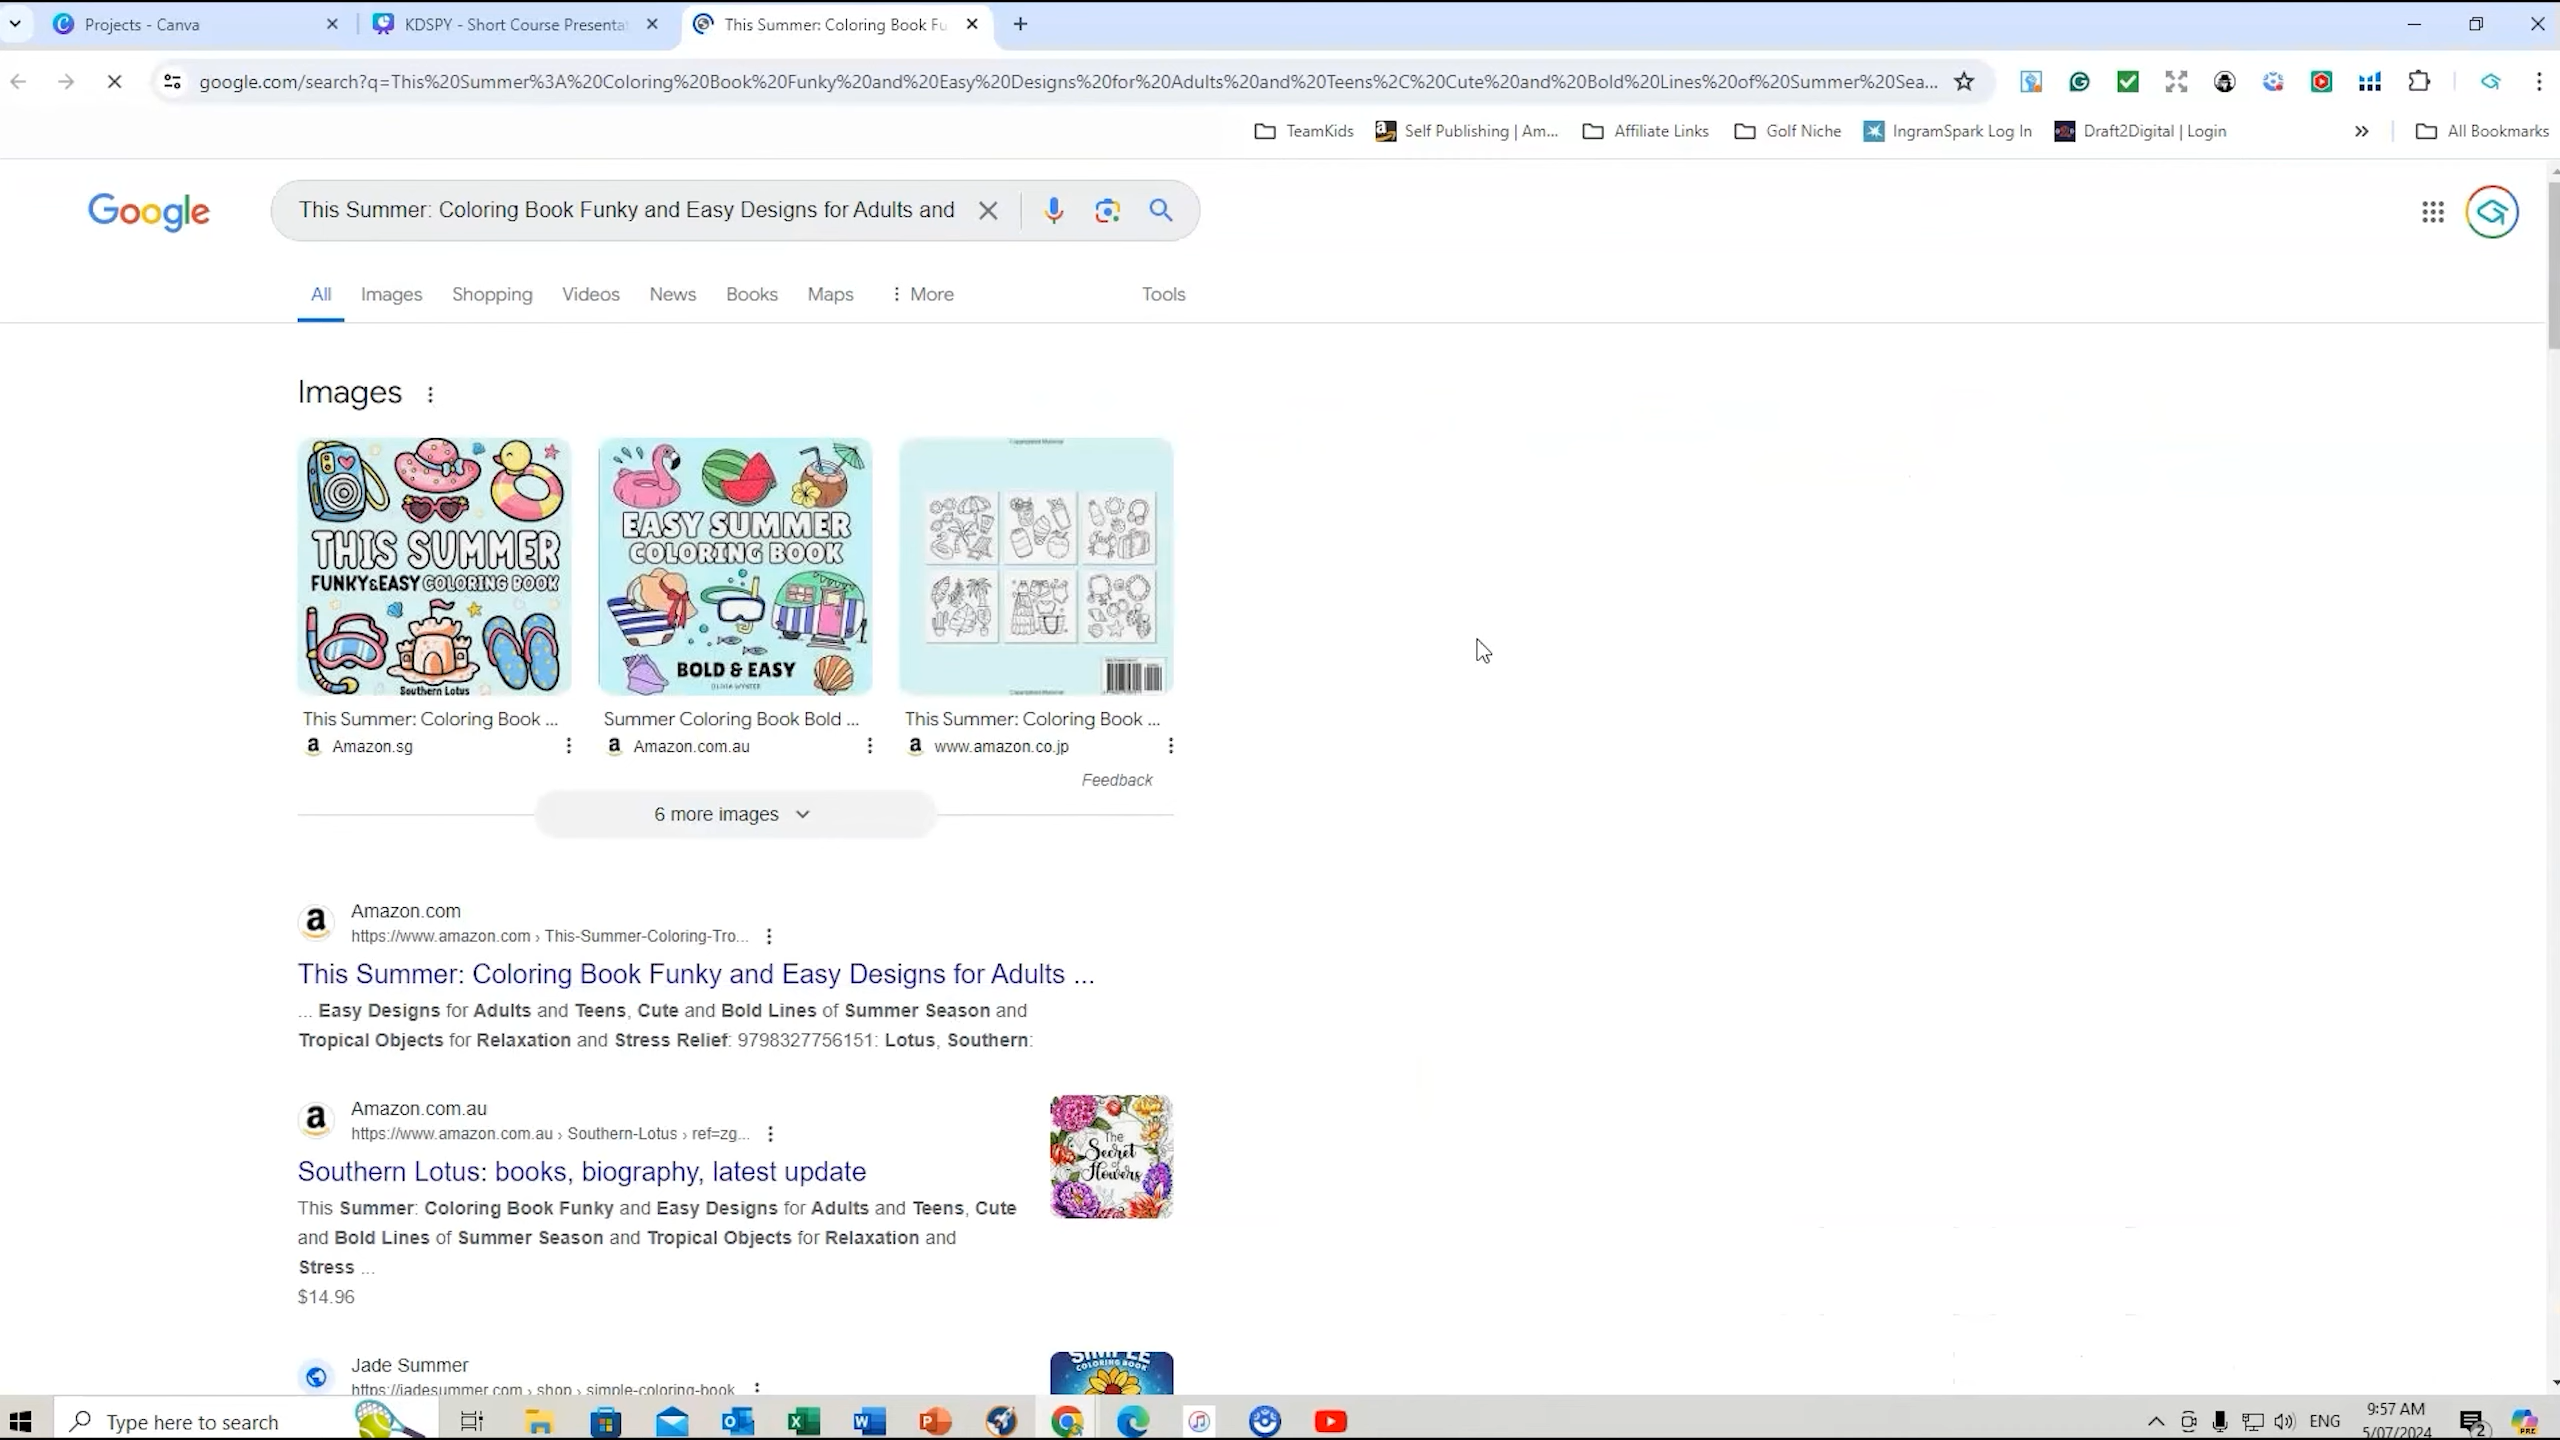 Projects - Canva
KDSPY - Short Course Presenta
This Summer: Coloring Book Fu
google.com/search?q=This%20Summer%3A%20Coloring%20Book%20Funky%20and%20Easy%20Designs%20for%20Adults%20and%20Teens%2C%20Cute%20and%20Bold%20Lines%20of%20Summer%20Sea...
TeamKids
Self Publishing | Am...
Affiliate Links
Golf Niche
IngramSpark Log In
Draft2Digital | Login
All Bookmarks
Google
This Summer: Coloring Book Funky and Easy Designs for Adults and
All
Images
Shopping
Videos
News
Books
Maps
More
Tools
Images
THIS SUMMER
FUNKY&EASY COLORING BOOK
Southern Lotus
EASY SUMMER
COLORING BOOK
BOLD & EASY
This Summer: Coloring Book ...
Amazon.sg
Summer Coloring Book Bold ...
Amazon.com.au
This Summer: Coloring Book ...
www.amazon.co.jp
Feedback
6 more images
Amazon.com
https://www.amazon.com › This-Summer-Coloring-Tro...
This Summer: Coloring Book Funky and Easy Designs for Adults ...
... Easy Designs for Adults and Teens, Cute and Bold Lines of Summer Season and
Tropical Objects for Relaxation and Stress Relief: 9798327756151: Lotus, Southern:
Amazon.com.au
https://www.amazon.com.au › Southern-Lotus › ref=zg...
Southern Lotus: books, biography, latest update
This Summer: Coloring Book Funky and Easy Designs for Adults and Teens, Cute
and Bold Lines of Summer Season and Tropical Objects for Relaxation and
Stress ...
$14.96
The
Secret
of
Flowers
Jade Summer
https://jadesummer.com › shop › simple-coloring-book
SIMPLE
COLORING BOOK
Type here to search
ENG
9:57 AM
5/07/2024
2
PRE